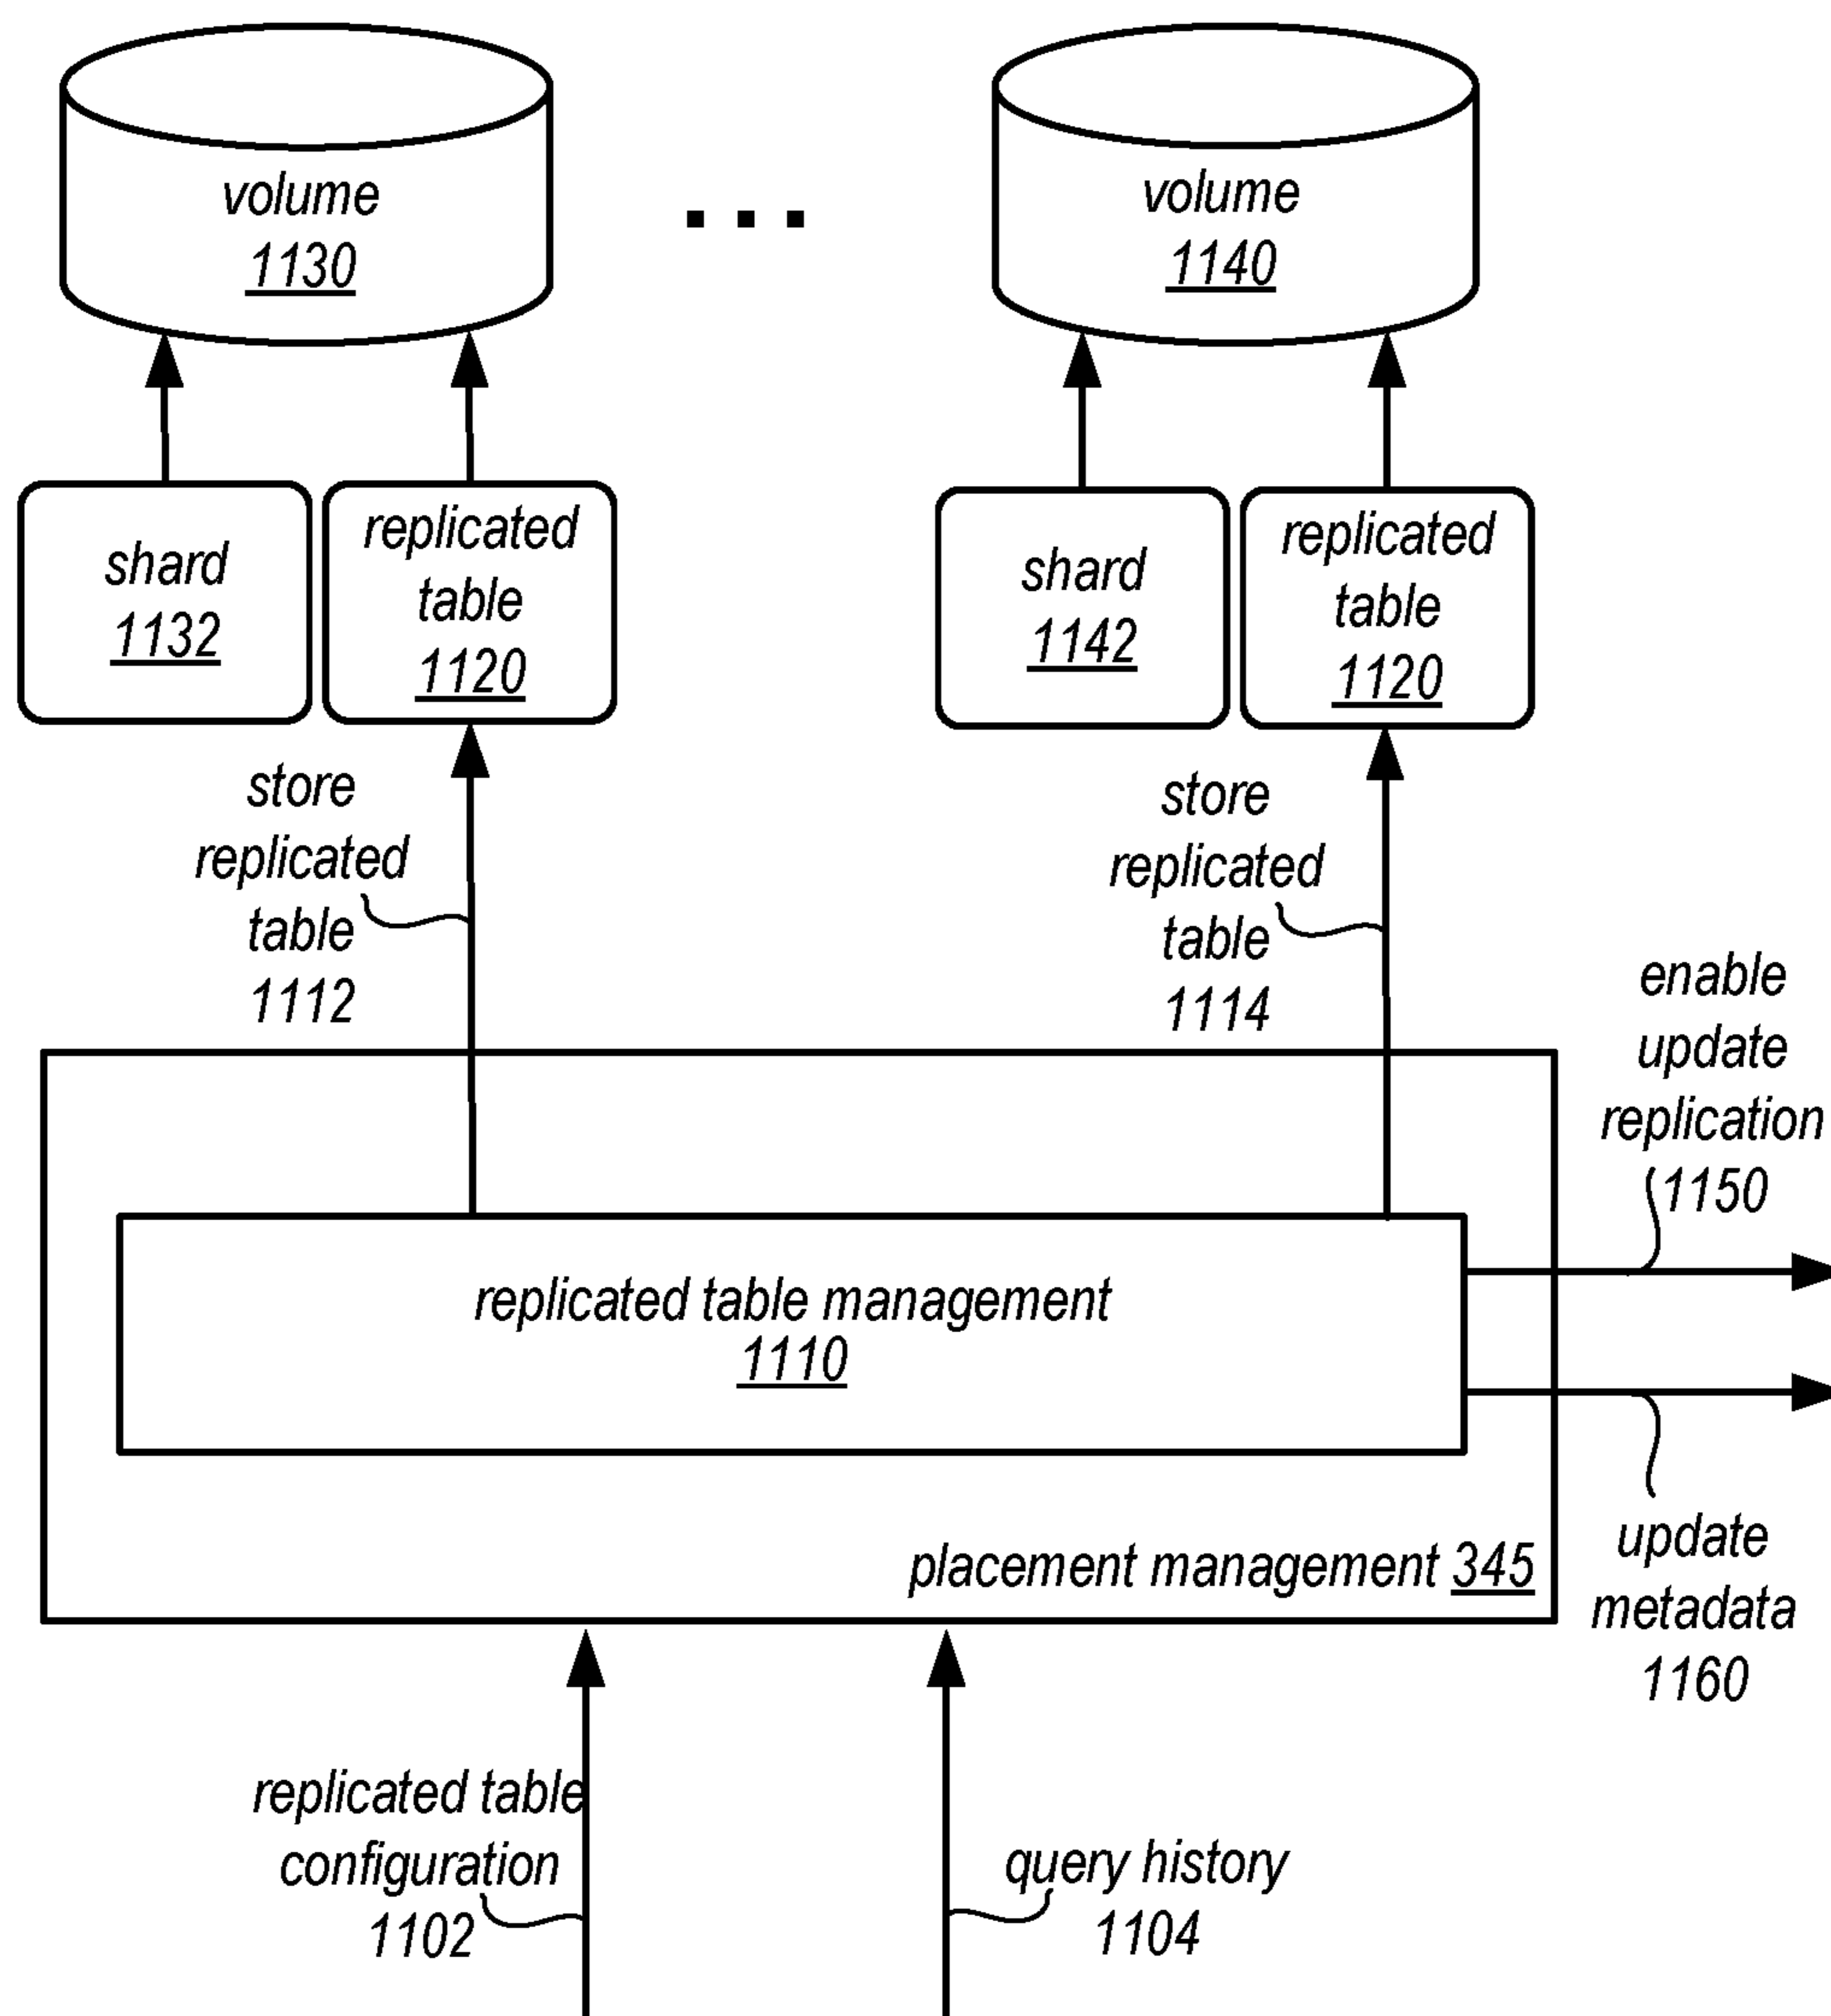 volume
1130
volume
1140
shard
1132
replicated
table
1120
shard
1142
replicated
table
1120
store
replicated
table
1112
store
replicated
table
1114
enable
update
replication
1150
replicated table management
1110
placement management 345
update
metadata
1160
replicated table
configuration
1102
query history
1104